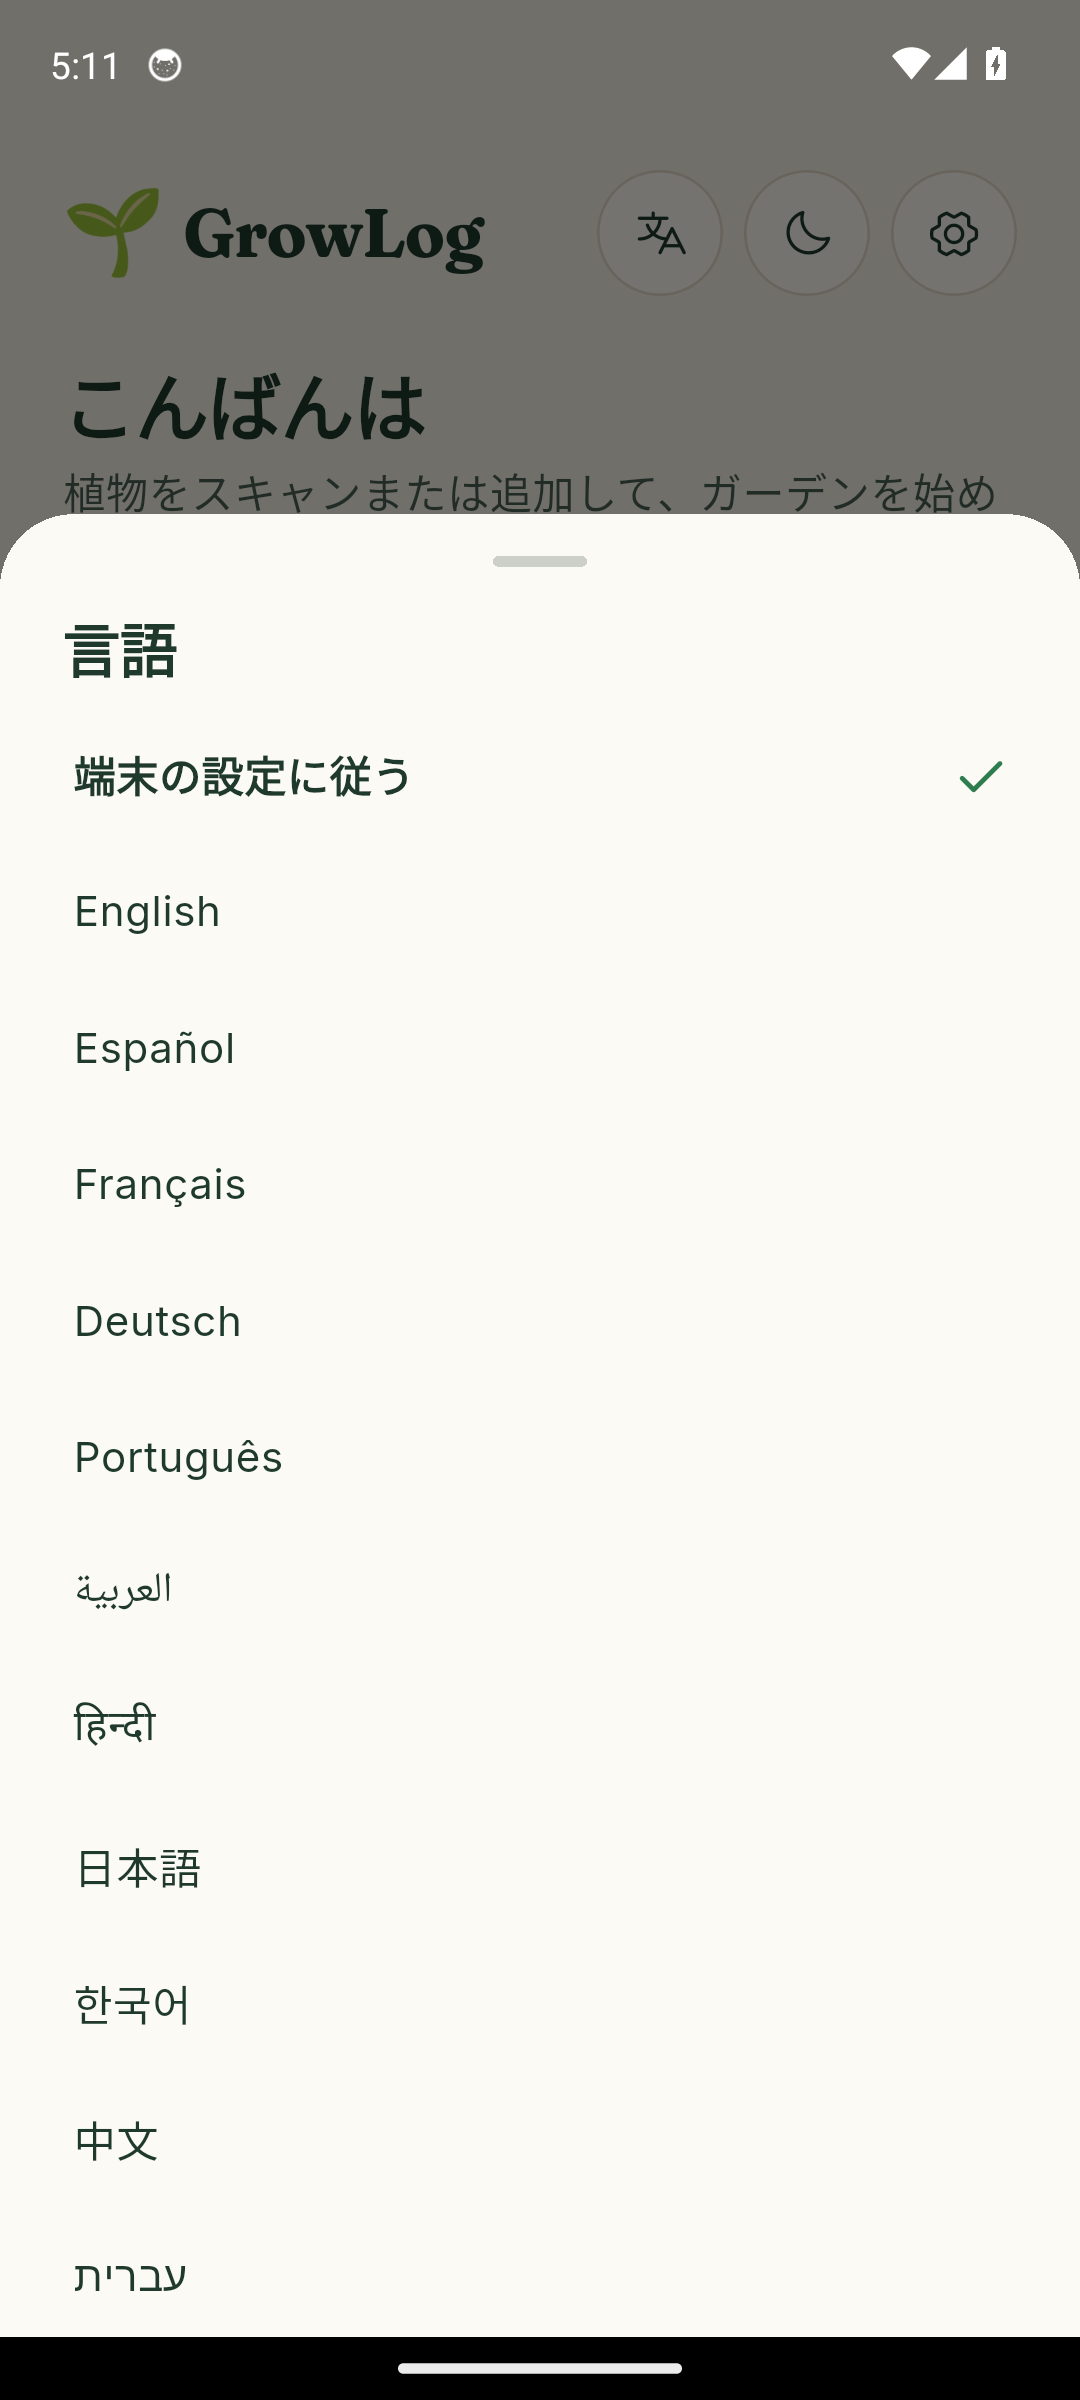 5:11
GrowLog
こんばんは
植物をスキャンまたは追加して、ガーデンを始め
言語
端末の設定に従う
English
Español
Français
Deutsch
Português
العربية
हिन्दी
日本語
한국어
中文
עברית